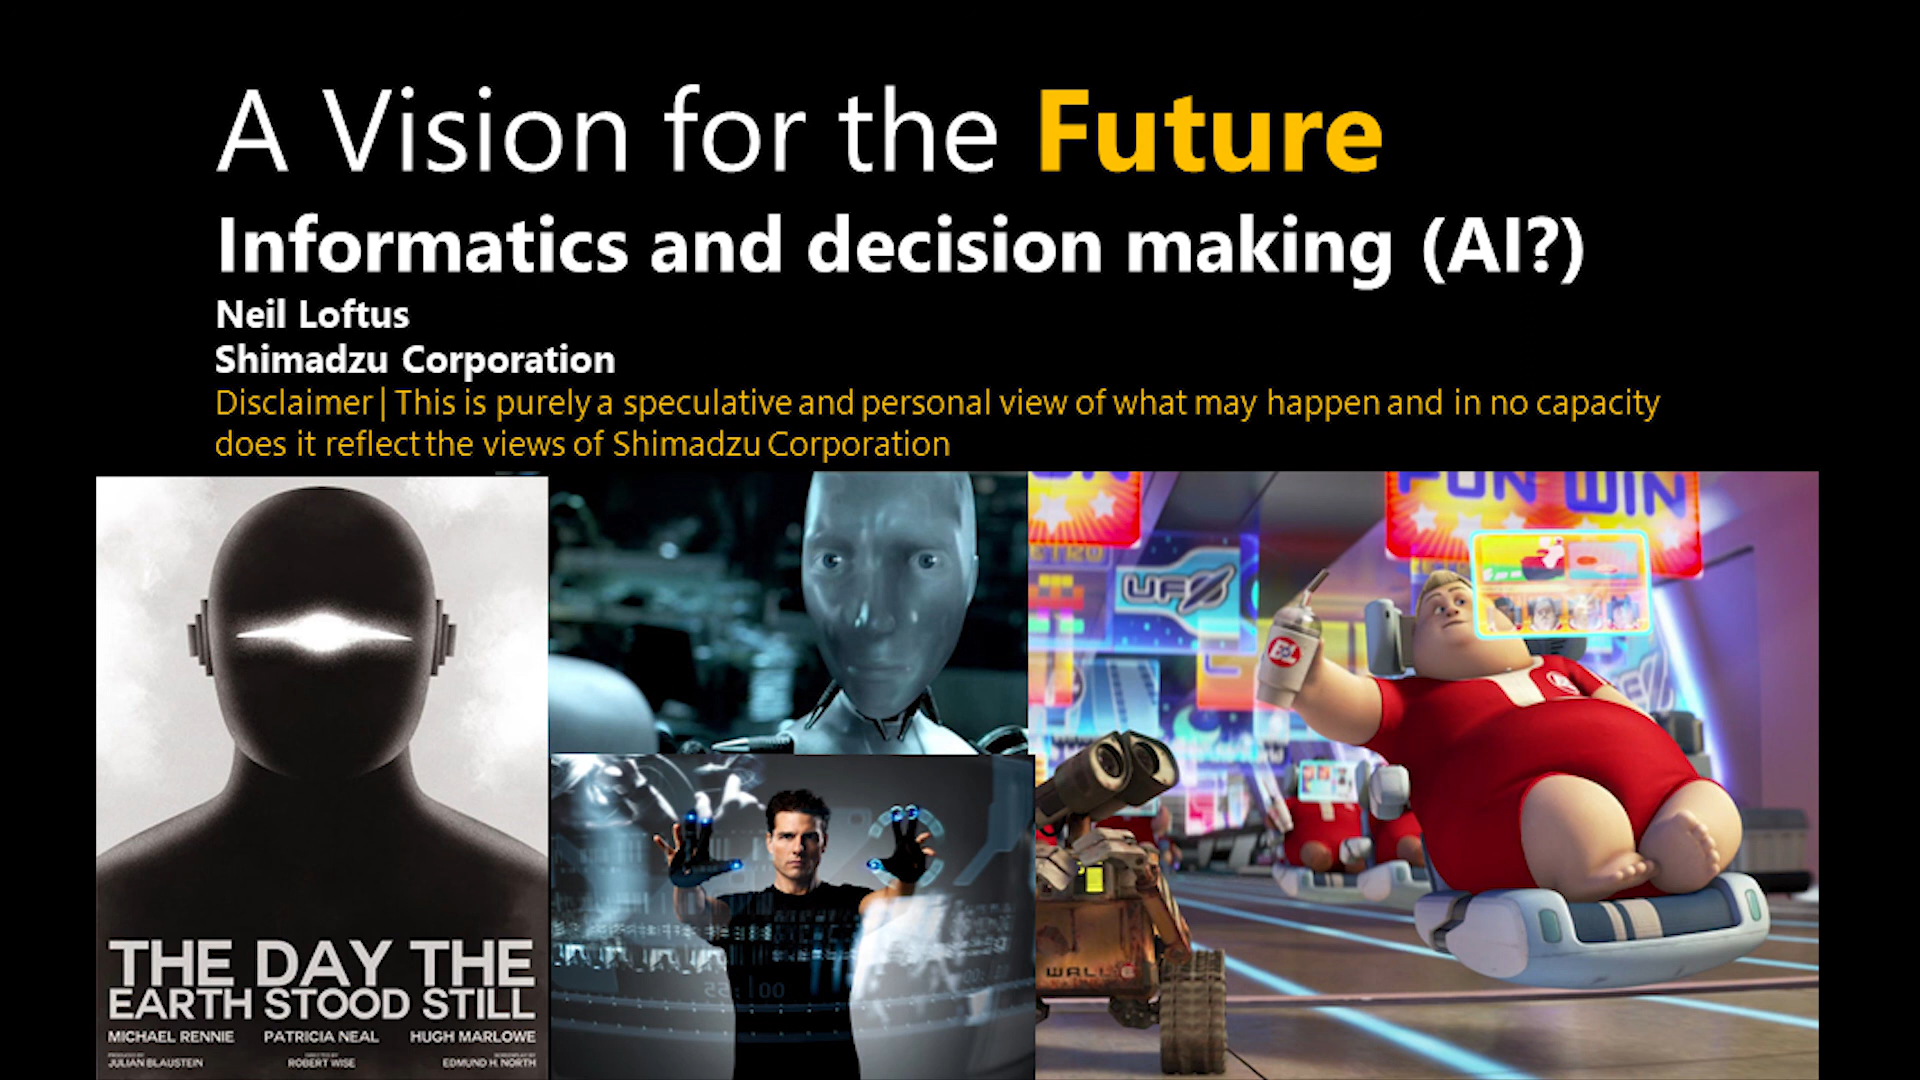 A Vision for the Future
Informatics and decision making (AI?)
Neil Loftus
Shimadzu Corporation
Disclaimer | This is purely a speculative and personal view of what may happen and in no capacity
does it reflect the views of Shimadzu Corporation
FUN WIN
UFO
WALL•E
THE DAY THE
EARTH STOOD STILL
MICHAEL RENNIE PATRICIA NEAL HUGH MARLOWE
JULIAN BLAUSTEIN ROBERT WISE EDMUND H. NORTH